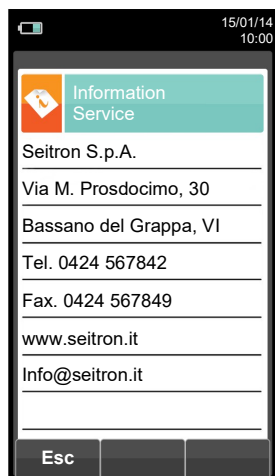 15/01/14
10:00
Information
Service
Seitron S.p.A.
Via M. Prosdocimo, 30
Bassano del Grappa, VI
Tel. 0424 567842
Fax. 0424 567849
www.seitron.it
Info@seitron.it
Esc